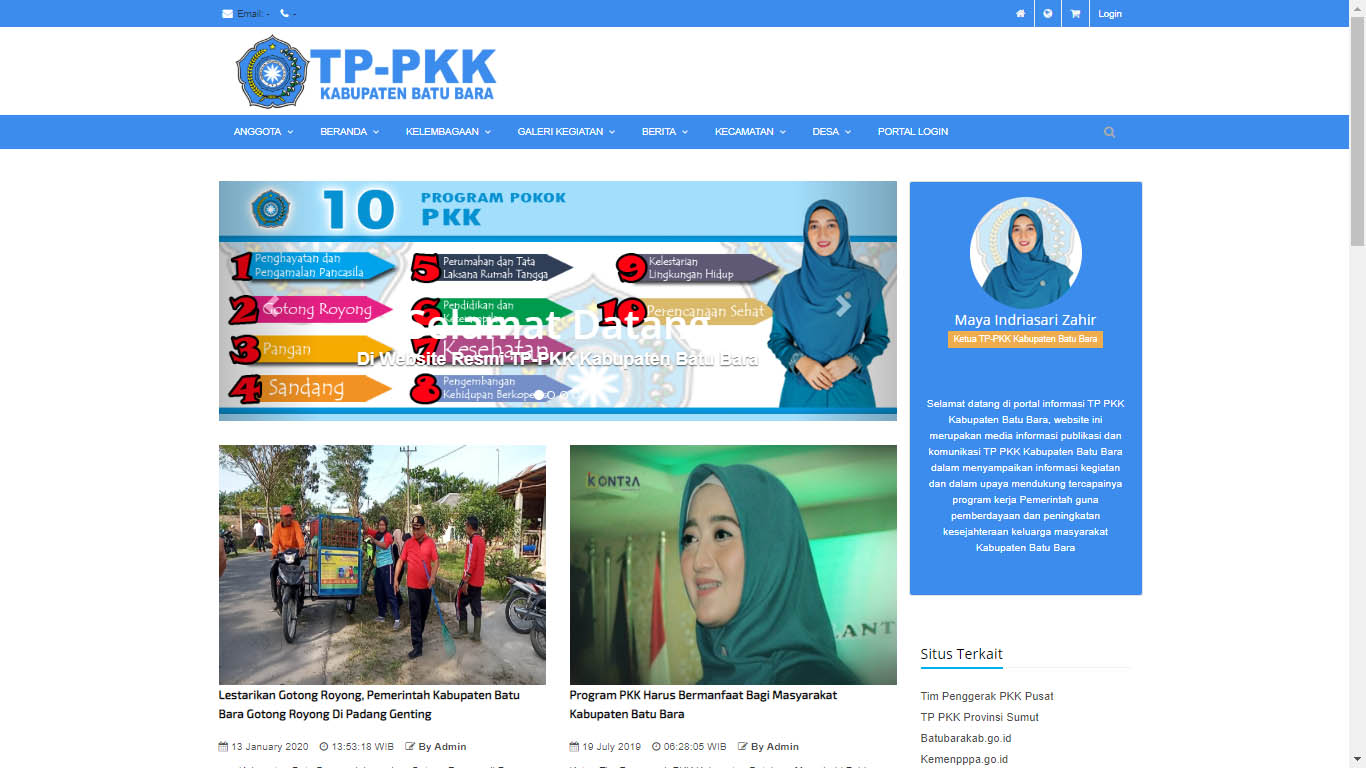 Email: - -
Login
TP-PKK
KABUPATEN BATU BARA
ANGGOTA BERANDA KELEMBAGAAN GALERI KEGIATAN BERITA KECAMATAN DESA PORTAL LOGIN
10 PROGRAM POKOK
PKK
1 Penghayatan dan
Pengamalan Pancasila
2 Gotong Royong
3 Pangan
4 Sandang
5 Perumahan dan Tata
Laksana Rumah Tangga
6 Pendidikan dan
7 Kesehatan
8 Pengembangan
Kehidupan Berkoperasi
9 Kelestarian
Lingkungan Hidup
10 Perencanaan Sehat
Selamat Datang
Di Website Resmi TP-PKK Kabupaten Batu Bara
Maya Indriasari Zahir
Ketua TP-PKK Kabupaten Batu Bara
Selamat datang di portal informasi TP PKK
Kabupaten Batu Bara, website ini
merupakan media informasi publikasi dan
komunikasi TP PKK Kabupaten Batu Bara
dalam menyampaikan informasi kegiatan
dan dalam upaya mendukung tercapainya
program kerja Pemerintah guna
pemberdayaan dan peningkatan
kesejahteraan keluarga masyarakat
Kabupaten Batu Bara
Lestarikan Gotong Royong, Pemerintah Kabupaten Batu
Bara Gotong Royong Di Padang Genting
13 January 2020 13:53:18 WIB By Admin
KONTRA
LANT
Program PKK Harus Bermanfaat Bagi Masyarakat
Kabupaten Batu Bara
19 July 2019 06:28:05 WIB By Admin
Situs Terkait
Tim Penggerak PKK Pusat
TP PKK Provinsi Sumut
Batubarakab.go.id
Kemenpppa.go.id